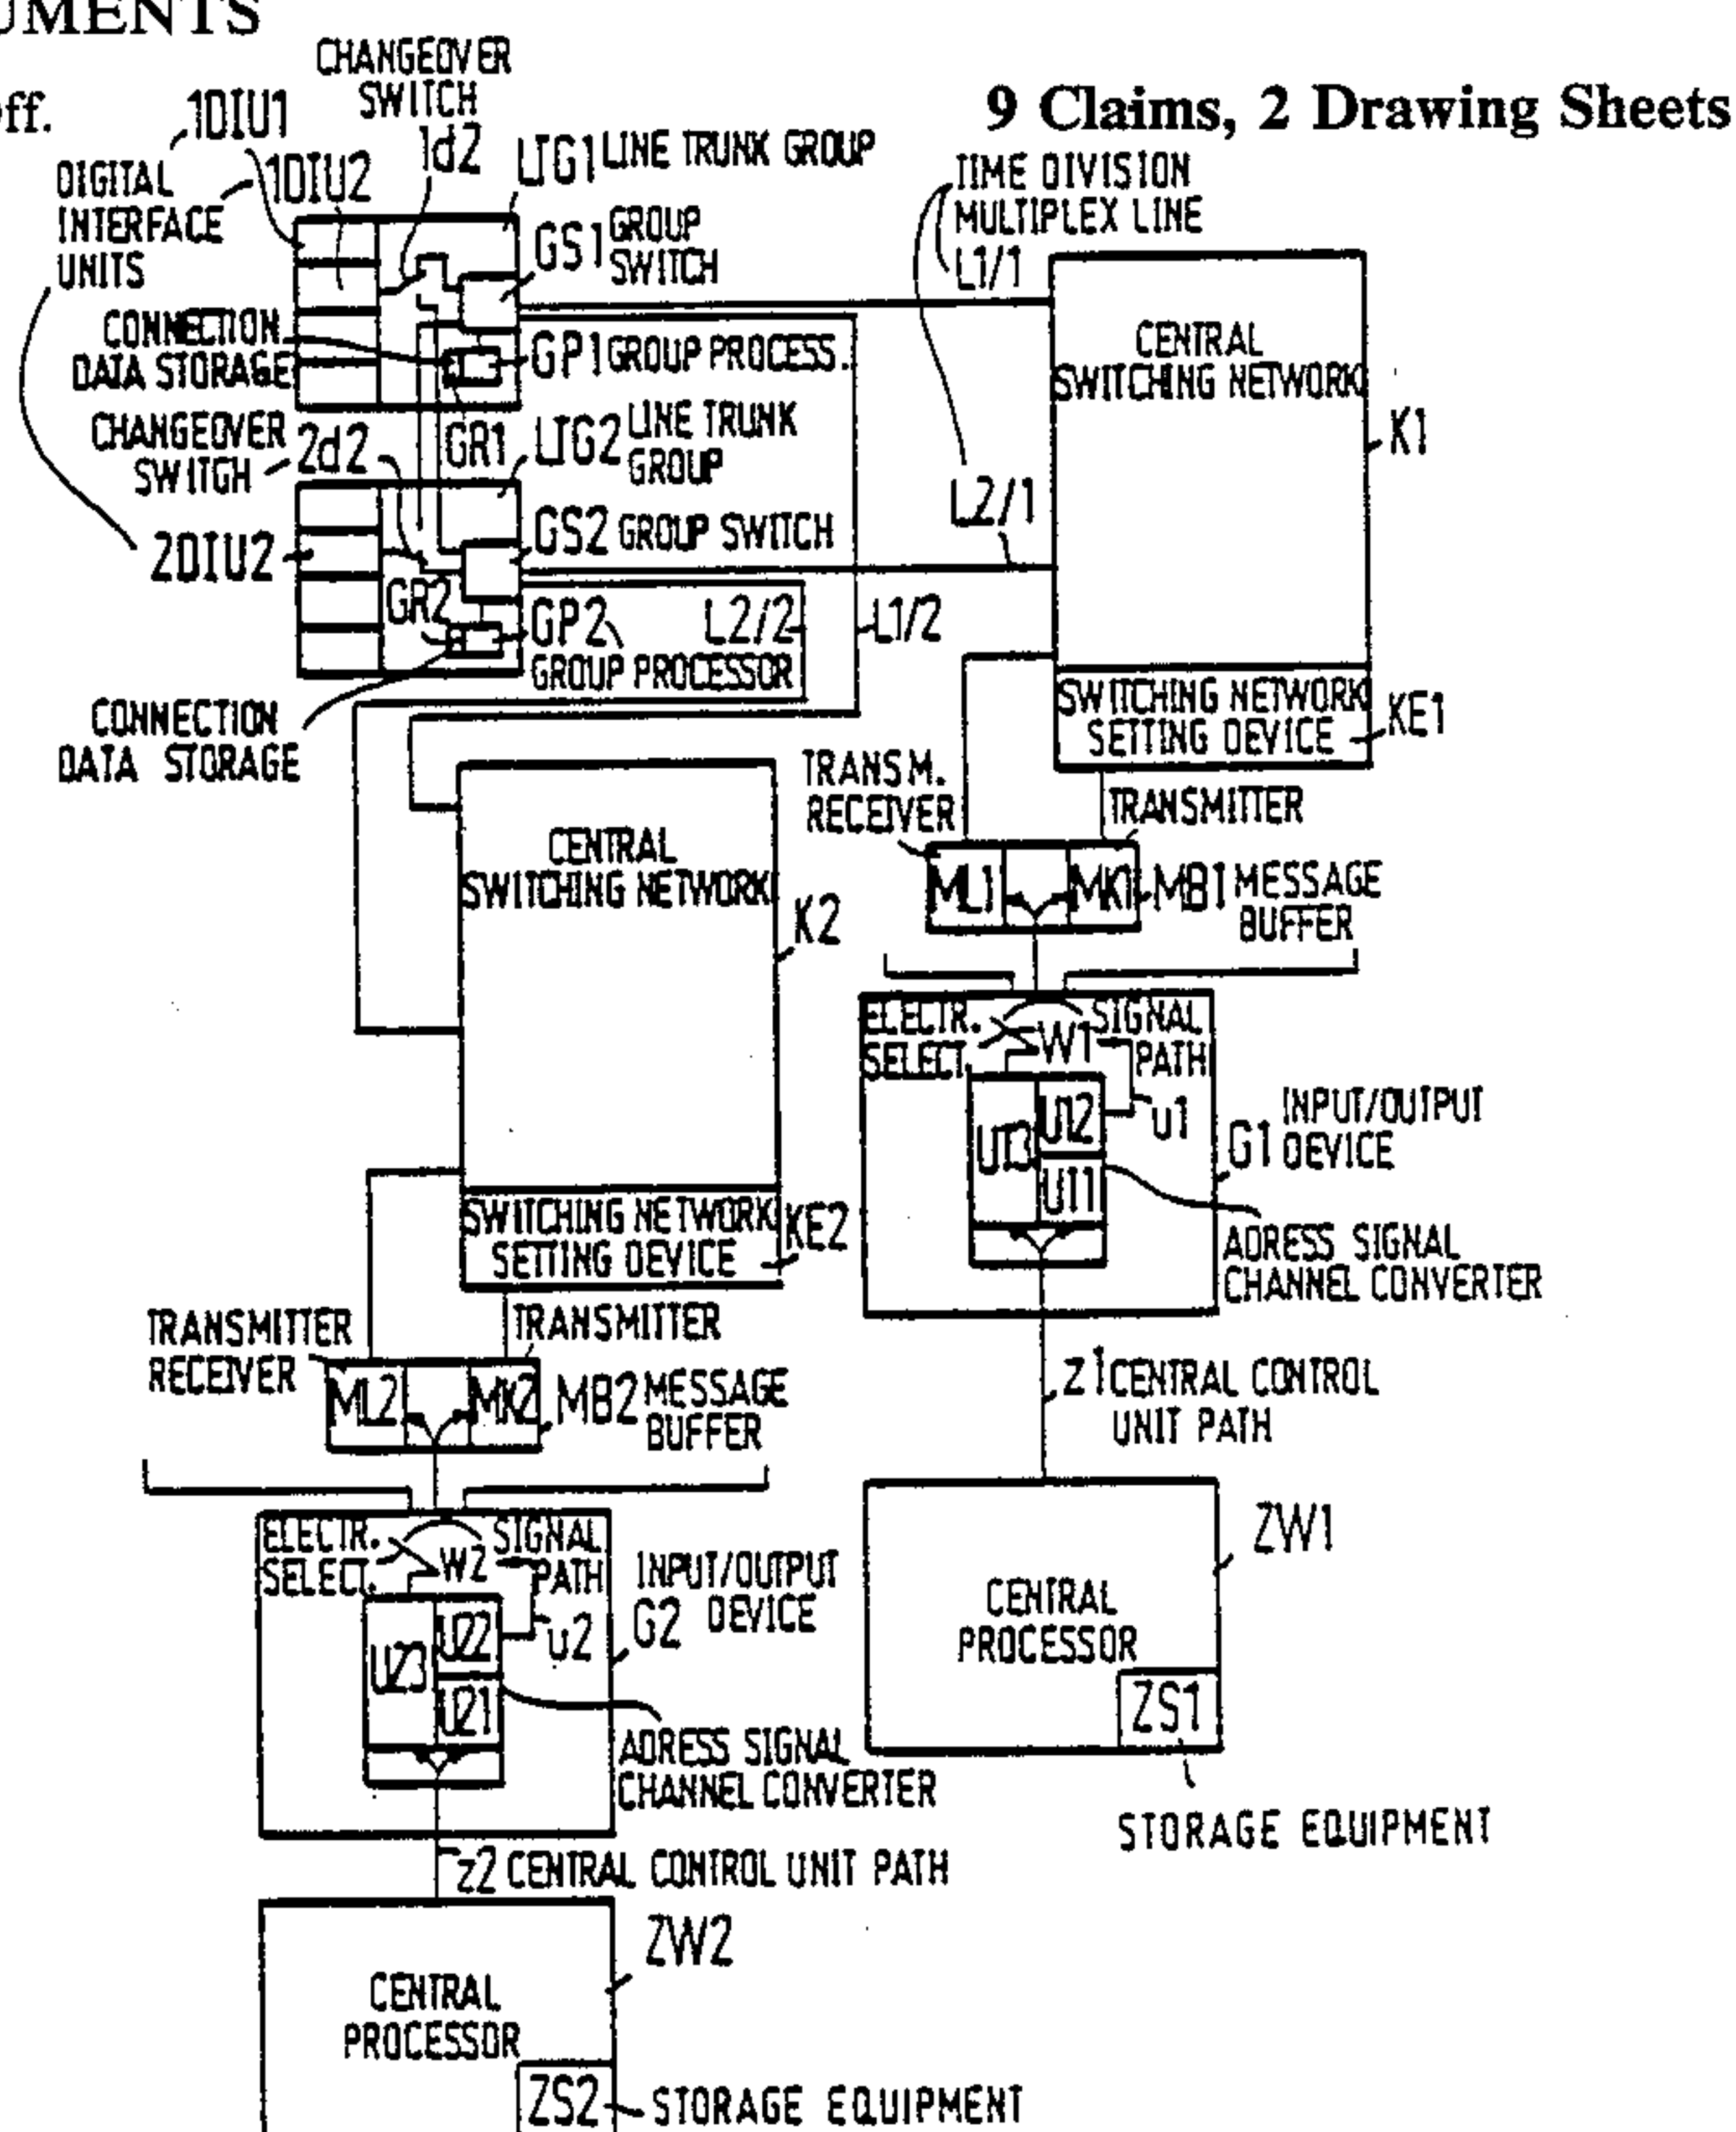 UMENTS
ff.
9 Claims, 2 Drawing Sheets
CHANGEOVER
SWITCH
1d2
1DIU1
1DIU2
DIGITAL
INTERFACE
UNITS
LTG1 LINE TRUNK GROUP
GS1 GROUP
SWITCH
TIME DIVISION
MULTIPLEX LINE
L1/1
CONNECTION
DATA STORAGE
GP1 GROUP PROCESS.
CENTRAL
SWITCHING NETWORK
K1
CHANGEOVER
SWITGH
2d2
GR1
LTG2 LINE TRUNK
GROUP
L2/1
GS2 GROUP SWITCH
2DIU2
GR2
GP2
GROUP PROCESSOR
L2/2
L1/2
CONNECTION
DATA STORAGE
SWITCHING NETWORK
SETTING DEVICE
KE1
TRANSM.
RECEIVER
TRANSMITTER
ML1
MK1
MB1 MESSAGE
BUFFER
CENTRAL
SWITCHING NETWORK
K2
ELECTR.
SELECT.
W1
SIGNAL
PATH
U13
U12
U11
u1
G1 INPUT/OUTPUT
DEVICE
ADRESS SIGNAL
CHANNEL CONVERTER
SWITCHING NETWORK
SETTING DEVICE
KE2
TRANSMITTER
RECEIVER
TRANSMITTER
ML2
MK2
MB2 MESSAGE
BUFFER
z1 CENTRAL CONTROL
UNIT PATH
ELECTR.
SELECT.
W2
SIGNAL
PATH
U23
U22
U21
u2
INPUT/OUTPUT
G2 DEVICE
ADRESS SIGNAL
CHANNEL CONVERTER
ZW1
CENTRAL
PROCESSOR
ZS1
STORAGE EQUIPMENT
z2 CENTRAL CONTROL UNIT PATH
ZW2
CENTRAL
PROCESSOR
ZS2
STORAGE EQUIPMENT